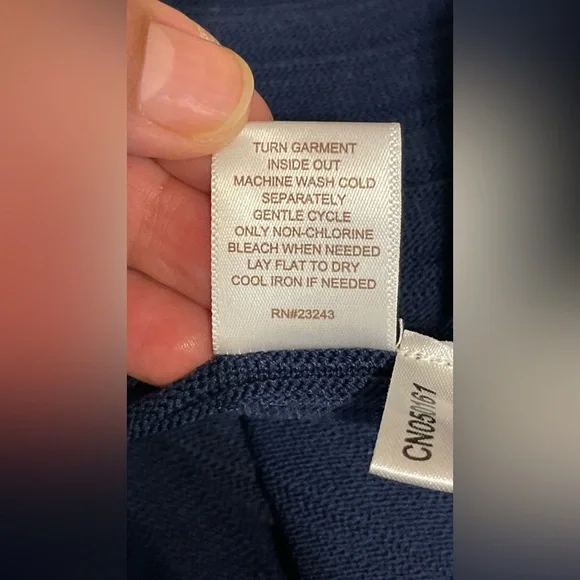 TURN GARMENT
INSIDE OUT
MACHINE WASH COLD
SEPARATELY
GENTLE CYCLE
ONLY NON-CHLORINE
BLEACH WHEN NEEDED
LAY FLAT TO DRY
COOL IRON IF NEEDED
RN#23243